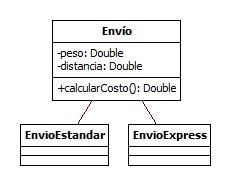 Envío
-peso: Double
-distancia: Double
+calcularCosto(): Double
EnvioEstandar
EnvioExpress